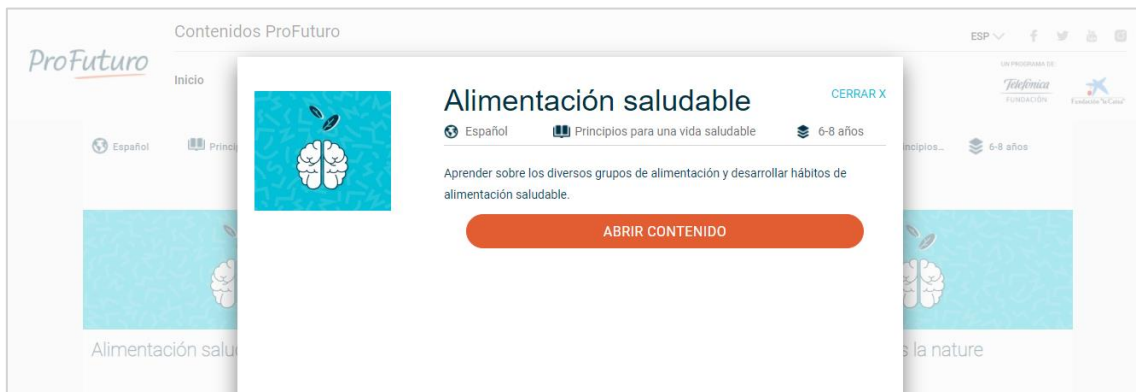 Contenidos ProFuturo
ESP
ProFuturo
Inicio
UN PROGRAMA DE:
Telefónica
FUNDACIÓN
Fundación "la Caixa"
Alimentación saludable
CERRAR X
Español
Principios para una vida saludable
6-8 años
Aprender sobre los diversos grupos de alimentación y desarrollar hábitos de
alimentación saludable.
ABRIR CONTENIDO
Español
Princi
incipios...
6-8 años
Alimentación salu
s la nature